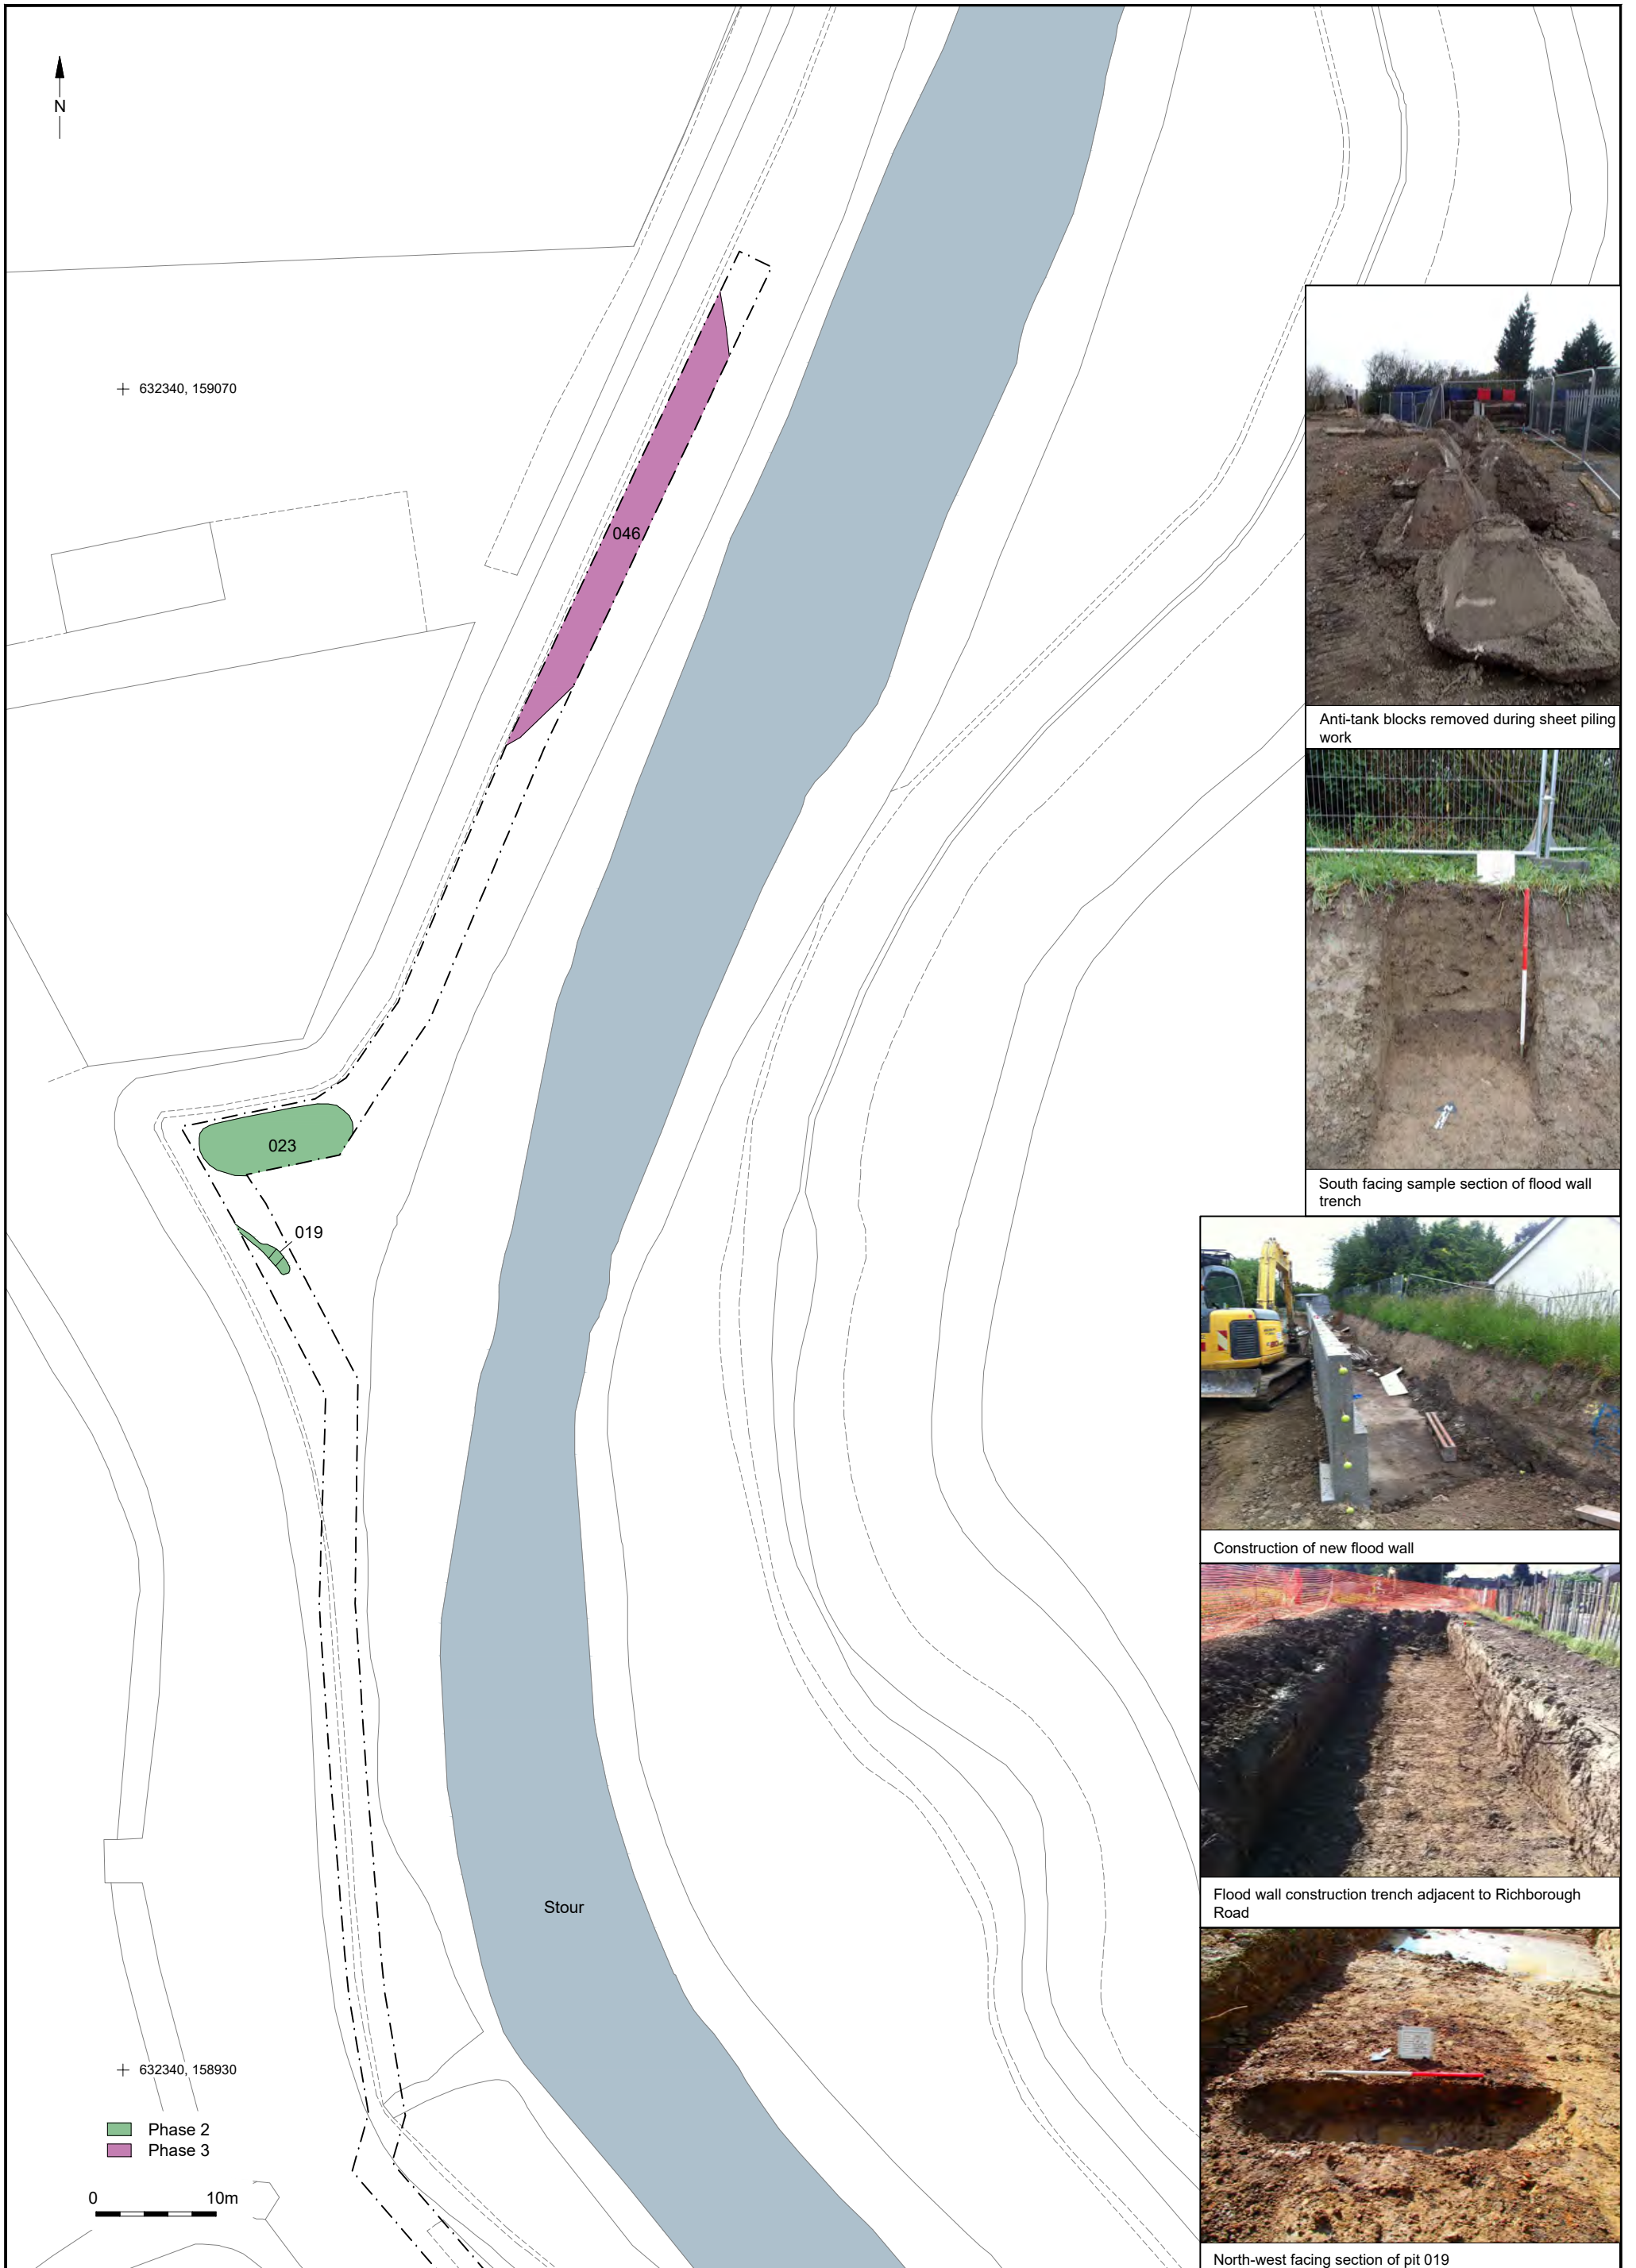 N
632340, 159070
046
023
019
Stour
632340, 158930
Phase 2
Phase 3
0 10m
Anti-tank blocks removed during sheet piling
work
South facing sample section of flood wall
trench
Construction of new flood wall
Flood wall construction trench adjacent to Richborough
Road
North-west facing section of pit 019